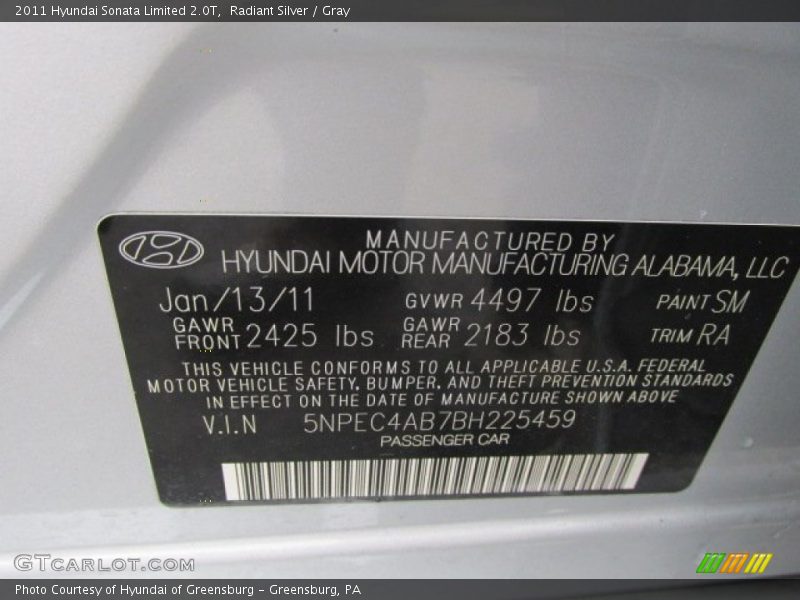 2011 Hyundai Sonata Limited 2.0T, Radiant Silver / Gray
MANUFACTURED BY
HYUNDAI MOTOR MANUFACTURING ALABAMA, LLC
Jan/13/11 GVWR 4497 lbs PAINT SM
GAWR FRONT 2425 lbs GAWR REAR 2183 lbs TRIM RA
THIS VEHICLE CONFORMS TO ALL APPLICABLE U.S.A. FEDERAL
MOTOR VEHICLE SAFETY, BUMPER, AND THEFT PREVENTION STANDARDS
IN EFFECT ON THE DATE OF MANUFACTURE SHOWN ABOVE
V.I.N 5NPEC4AB7BH225459
PASSENGER CAR
GTCARLOT.COM
Photo Courtesy of Hyundai of Greensburg - Greensburg, PA